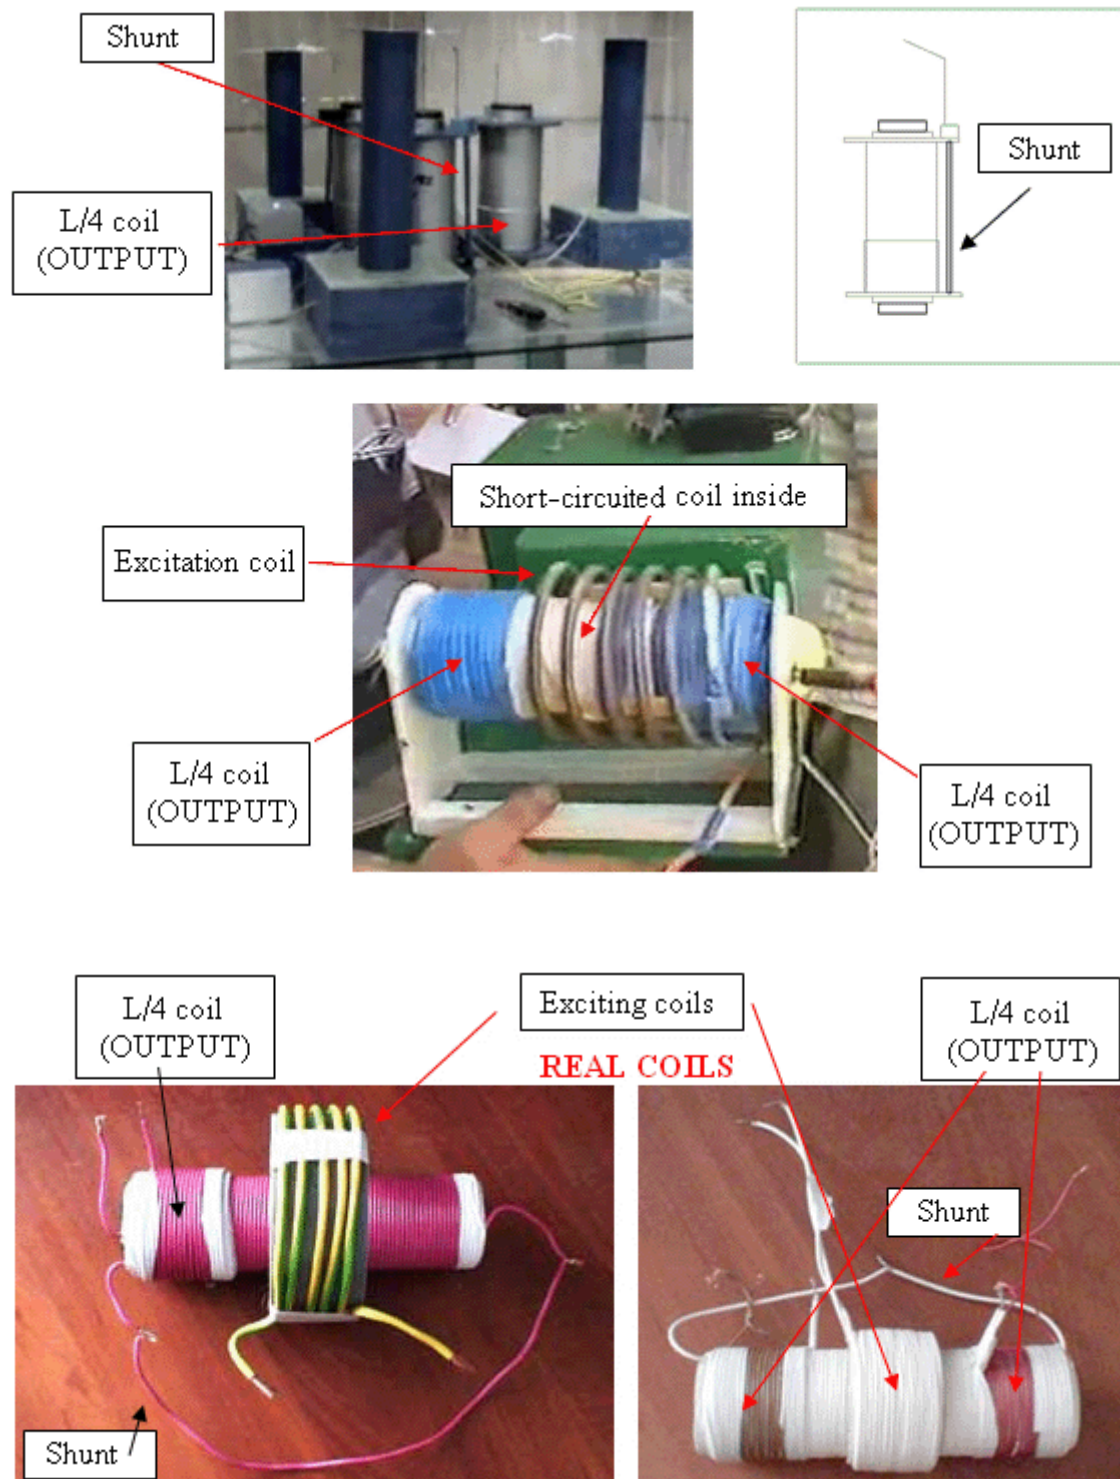 Shunt
Shunt
L/4 coil
(OUTPUT)
Short-circuited coil inside
Excitation coil
L/4 coil
(OUTPUT)
L/4 coil
(OUTPUT)
L/4 coil
(OUTPUT)
Exciting coils
L/4 coil
(OUTPUT)
REAL COILS
Shunt
Shunt